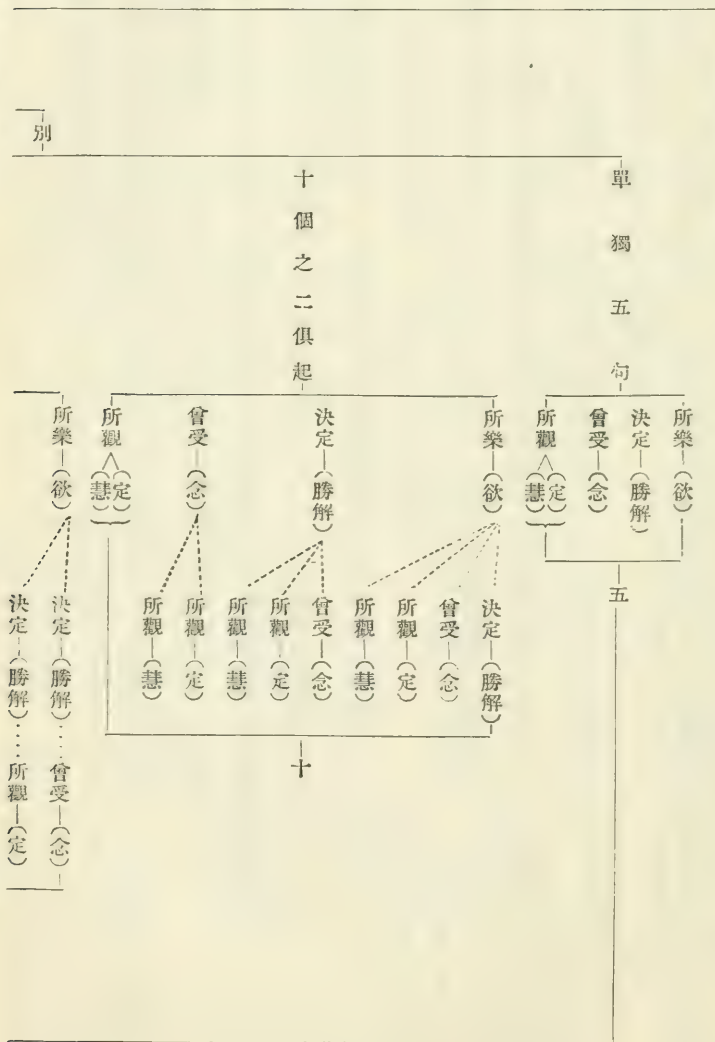 單獨五句
所樂―(欲)
決定―(勝解)
曾受―(念)
所觀 (定)
(慧)
五
十個之二俱起
所樂―(欲)
決定―(勝解)
曾受―(念)
所觀―(定)
所觀―(慧)
決定―(勝解)
曾受―(念)
所觀―(定)
所觀―(慧)
曾受―(念)
所觀―(定)
所觀―(慧)
所觀 (定)
(慧)
十
別
所樂―(欲)
決定―(勝解)……曾受―(念)
決定―(勝解)……所觀―(定)